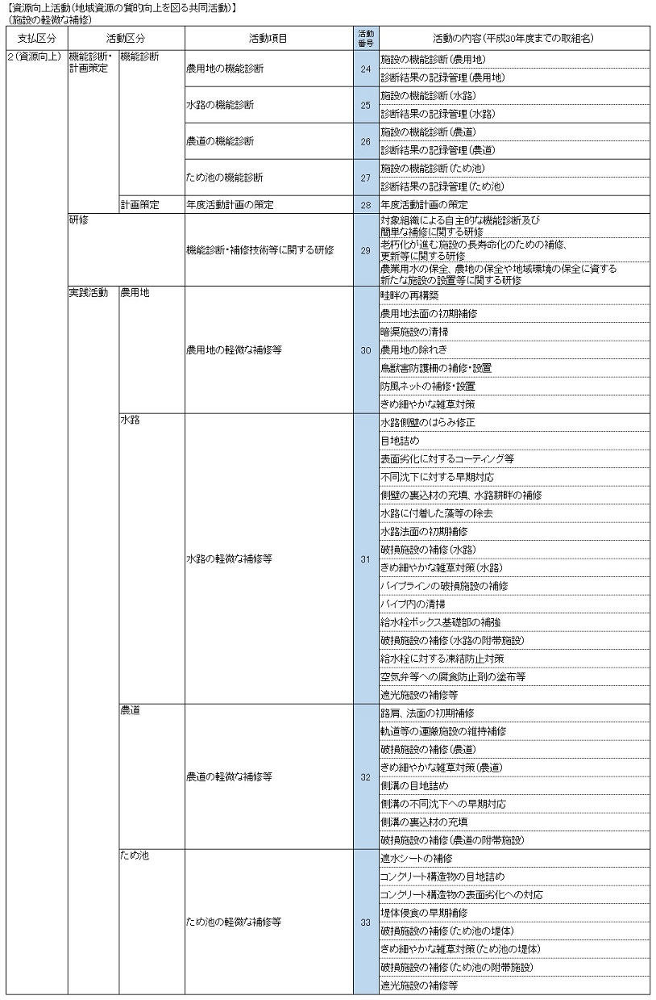 【資源向上活動(地域資源の質的向上を図る共同活動)】
(施設の軽微な補修)
支払区分 活動区分 活動項目 活動番号 活動の内容(平成30年度までの取組名)
2(資源向上) 機能診断・計画策定 機能診断 農用地の機能診断 24 施設の機能診断(農用地)
診断結果の記録管理(農用地)
水路の機能診断 25 施設の機能診断(水路)
診断結果の記録管理(水路)
農道の機能診断 26 施設の機能診断(農道)
診断結果の記録管理(農道)
ため池の機能診断 27 施設の機能診断(ため池)
診断結果の記録管理(ため池)
計画策定 年度活動計画の策定 28 年度活動計画の策定
研修 機能診断・補修技術等に関する研修 29 対象組織による自主的な機能診断及び
簡単な補修に関する研修
老朽化が進む施設の長寿命化のための補修、
更新等に関する研修
農業用水の保全、農地の保全や地域環境の保全に資する
新たな施設の設置等に関する研修
実践活動 農用地 農用地の軽微な補修等 30 畦畔の再構築
農用地法面の初期補修
暗渠施設の清掃
農用地の除れき
鳥獣害防護柵の補修・設置
防風ネットの補修・設置
きめ細やかな雑草対策
水路 水路の軽微な補修等 31 水路側壁のはらみ修正
目地詰め
表面劣化に対するコーティング等
不同沈下に対する早期対応
側壁の裏込材の充填、水路耕畔の補修
水路に付着した藻等の除去
水路法面の初期補修
破損施設の補修(水路)
きめ細やかな雑草対策(水路)
パイプラインの破損施設の補修
パイプ内の清掃
給水栓ボックス基礎部の補強
破損施設の補修(水路の附帯施設)
給水栓に対する凍結防止対策
空気弁等への腐食防止剤の塗布等
遮光施設の補修等
農道 農道の軽微な補修等 32 路肩、法面の初期補修
軌道等の運搬施設の維持補修
破損施設の補修(農道)
きめ細やかな雑草対策(農道)
側溝の目地詰め
側溝の不同沈下への早期対応
側溝の裏込材の充填
破損施設の補修(農道の附帯施設)
ため池 ため池の軽微な補修等 33 遮水シートの補修
コンクリート構造物の目地詰め
コンクリート構造物の表面劣化への対応
堤体侵食の早期補修
破損施設の補修(ため池の堤体)
きめ細やかな雑草対策(ため池の堤体)
破損施設の補修(ため池の附帯施設)
遮光施設の補修等